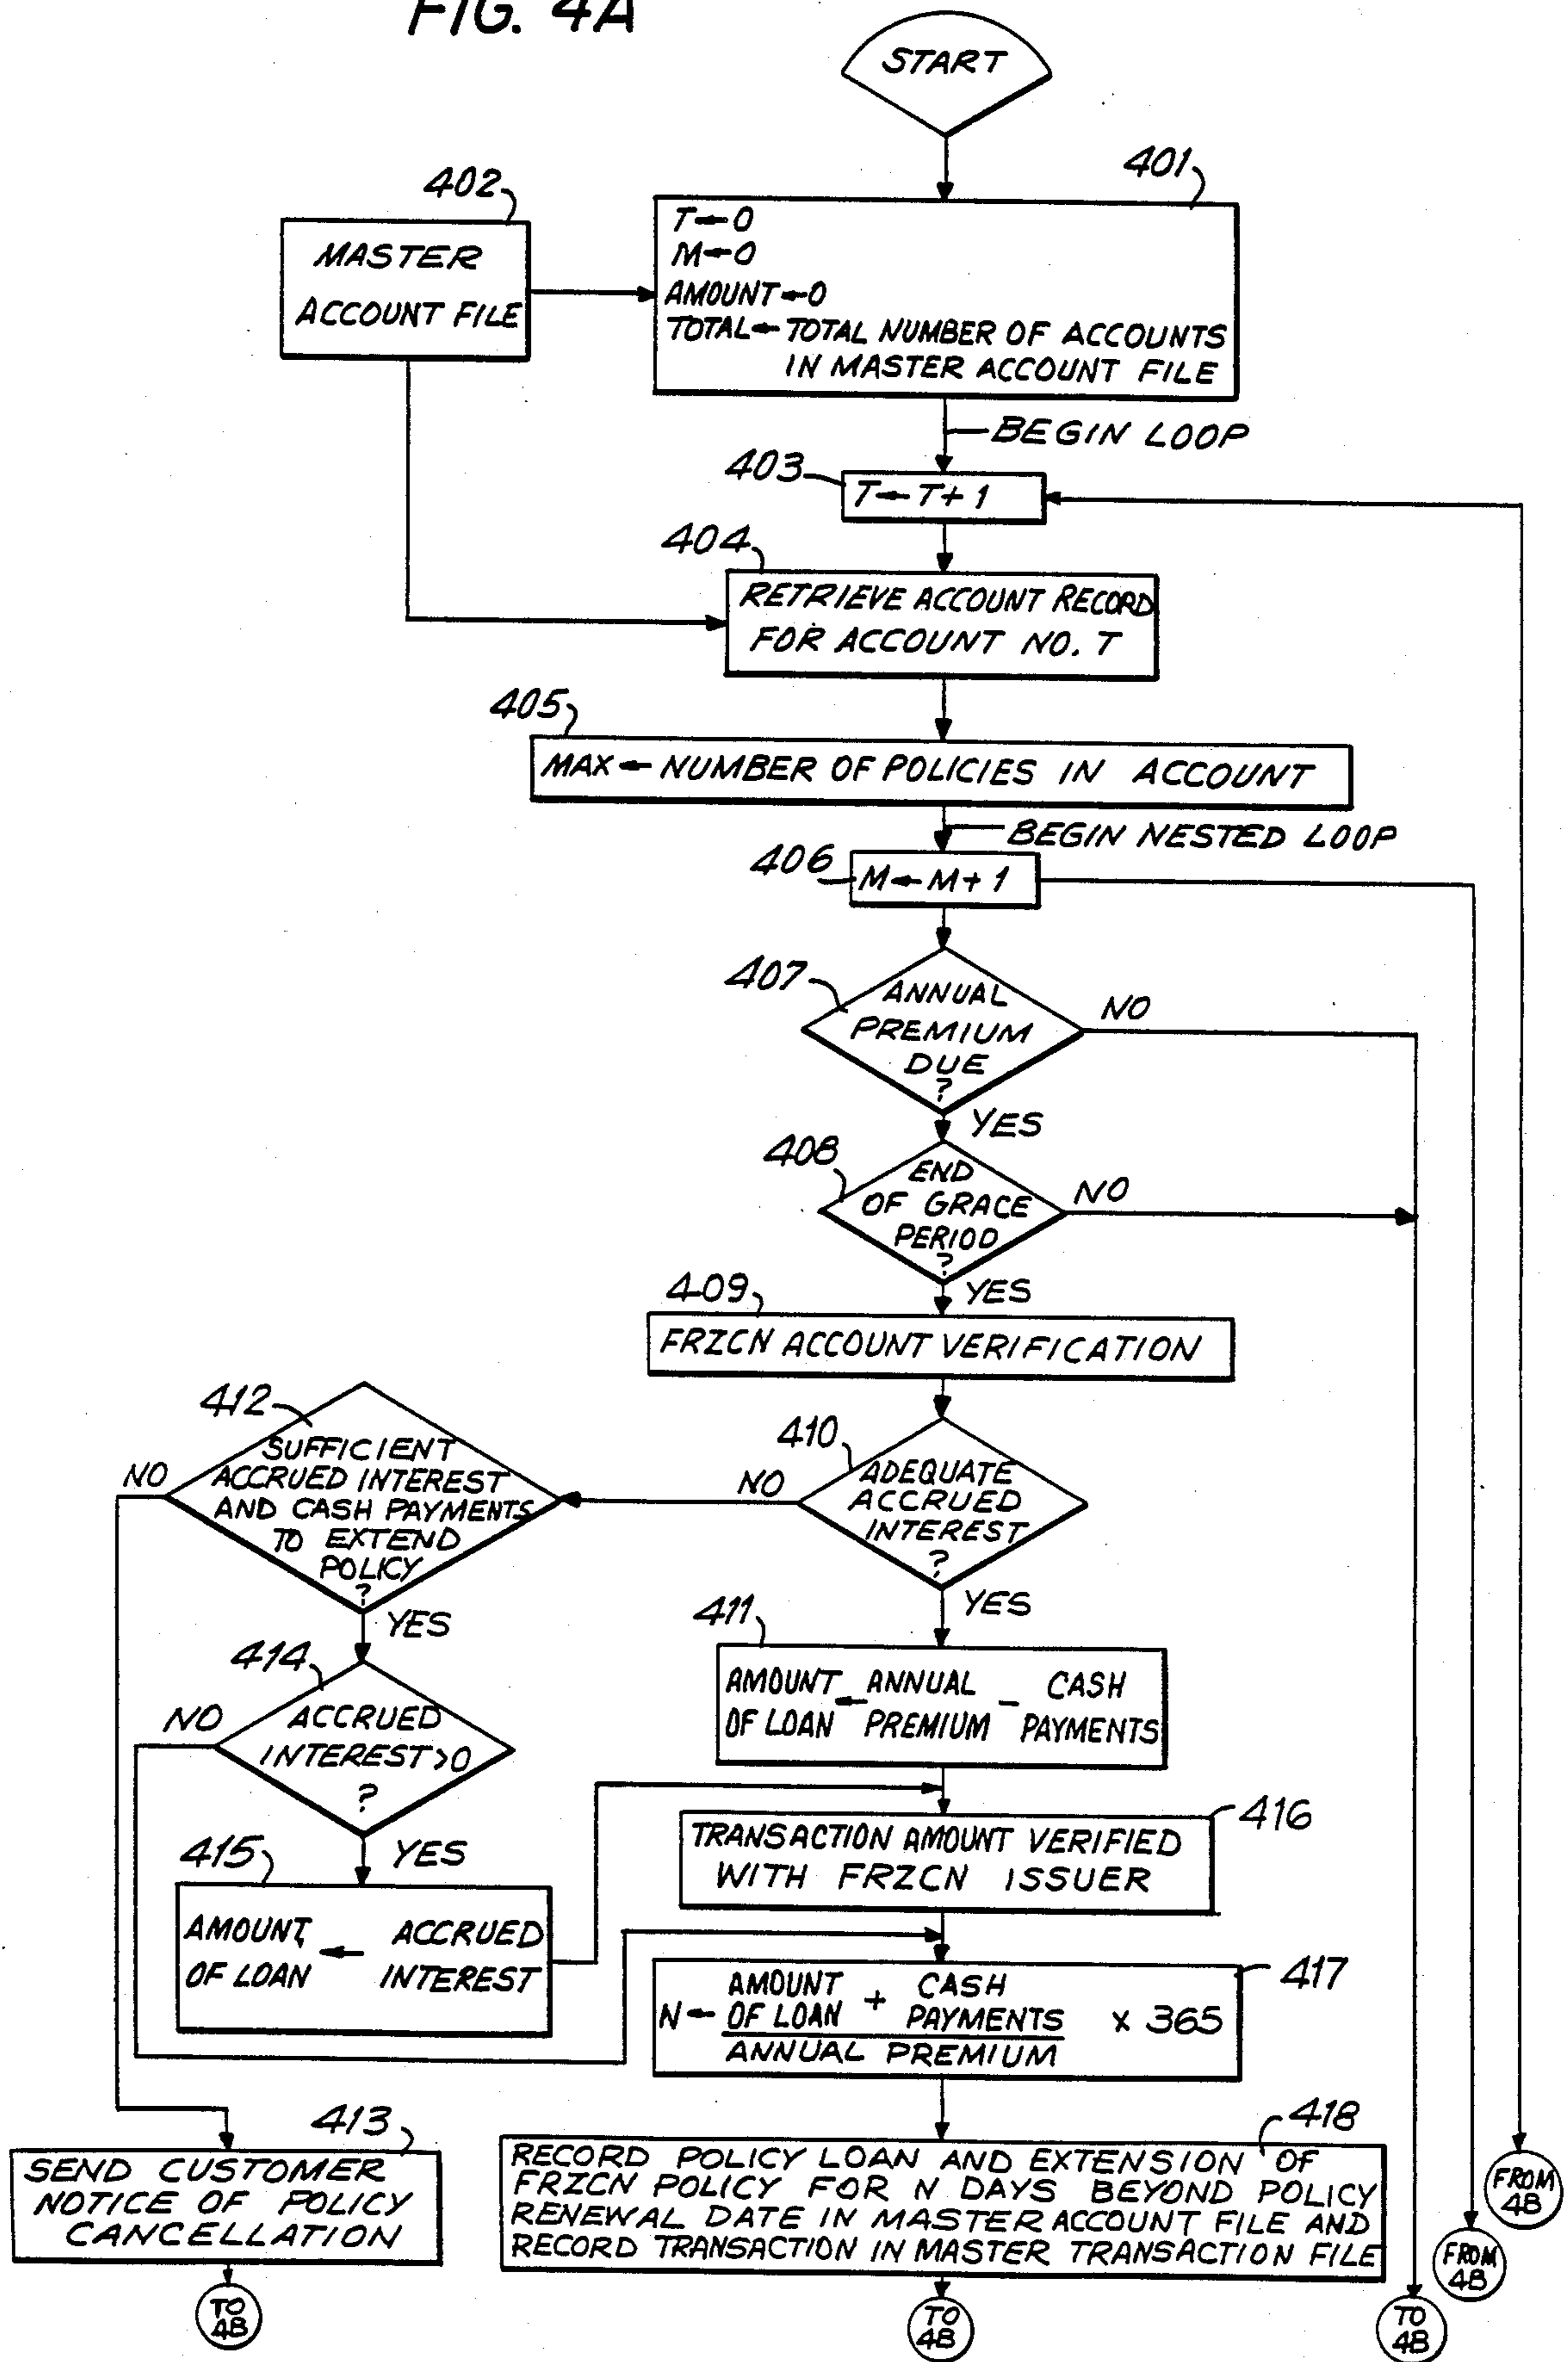 FIG. 4A
START
401
402
MASTER
ACCOUNT FILE
T←0
M←0
AMOUNT←0
TOTAL←TOTAL NUMBER OF ACCOUNTS
IN MASTER ACCOUNT FILE
BEGIN LOOP
403
T←T+1
404
RETRIEVE ACCOUNT RECORD
FOR ACCOUNT NO. T
405
MAX←NUMBER OF POLICIES IN ACCOUNT
BEGIN NESTED LOOP
406
M←M+1
407
ANNUAL
PREMIUM
DUE
?
NO
YES
408
END
OF GRACE
PERIOD
?
NO
YES
409
FRZCN ACCOUNT VERIFICATION
410
ADEQUATE
ACCRUED
INTEREST
?
NO
YES
412
SUFFICIENT
ACCRUED INTEREST
AND CASH PAYMENTS
TO EXTEND
POLICY
?
NO
YES
411
AMOUNT OF LOAN ← ANNUAL PREMIUM – CASH PAYMENTS
414
ACCRUED
INTEREST>0
?
NO
YES
415
AMOUNT OF LOAN ← ACCRUED INTEREST
416
TRANSACTION AMOUNT VERIFIED
WITH FRZCN ISSUER
417
N← AMOUNT OF LOAN + CASH PAYMENTS x 365
ANNUAL PREMIUM
413
SEND CUSTOMER
NOTICE OF POLICY
CANCELLATION
418
RECORD POLICY LOAN AND EXTENSION OF
FRZCN POLICY FOR N DAYS BEYOND POLICY
RENEWAL DATE IN MASTER ACCOUNT FILE AND
RECORD TRANSACTION IN MASTER TRANSACTION FILE
FROM
4B
FROM
4B
TO
4B
TO
4B
TO
4B